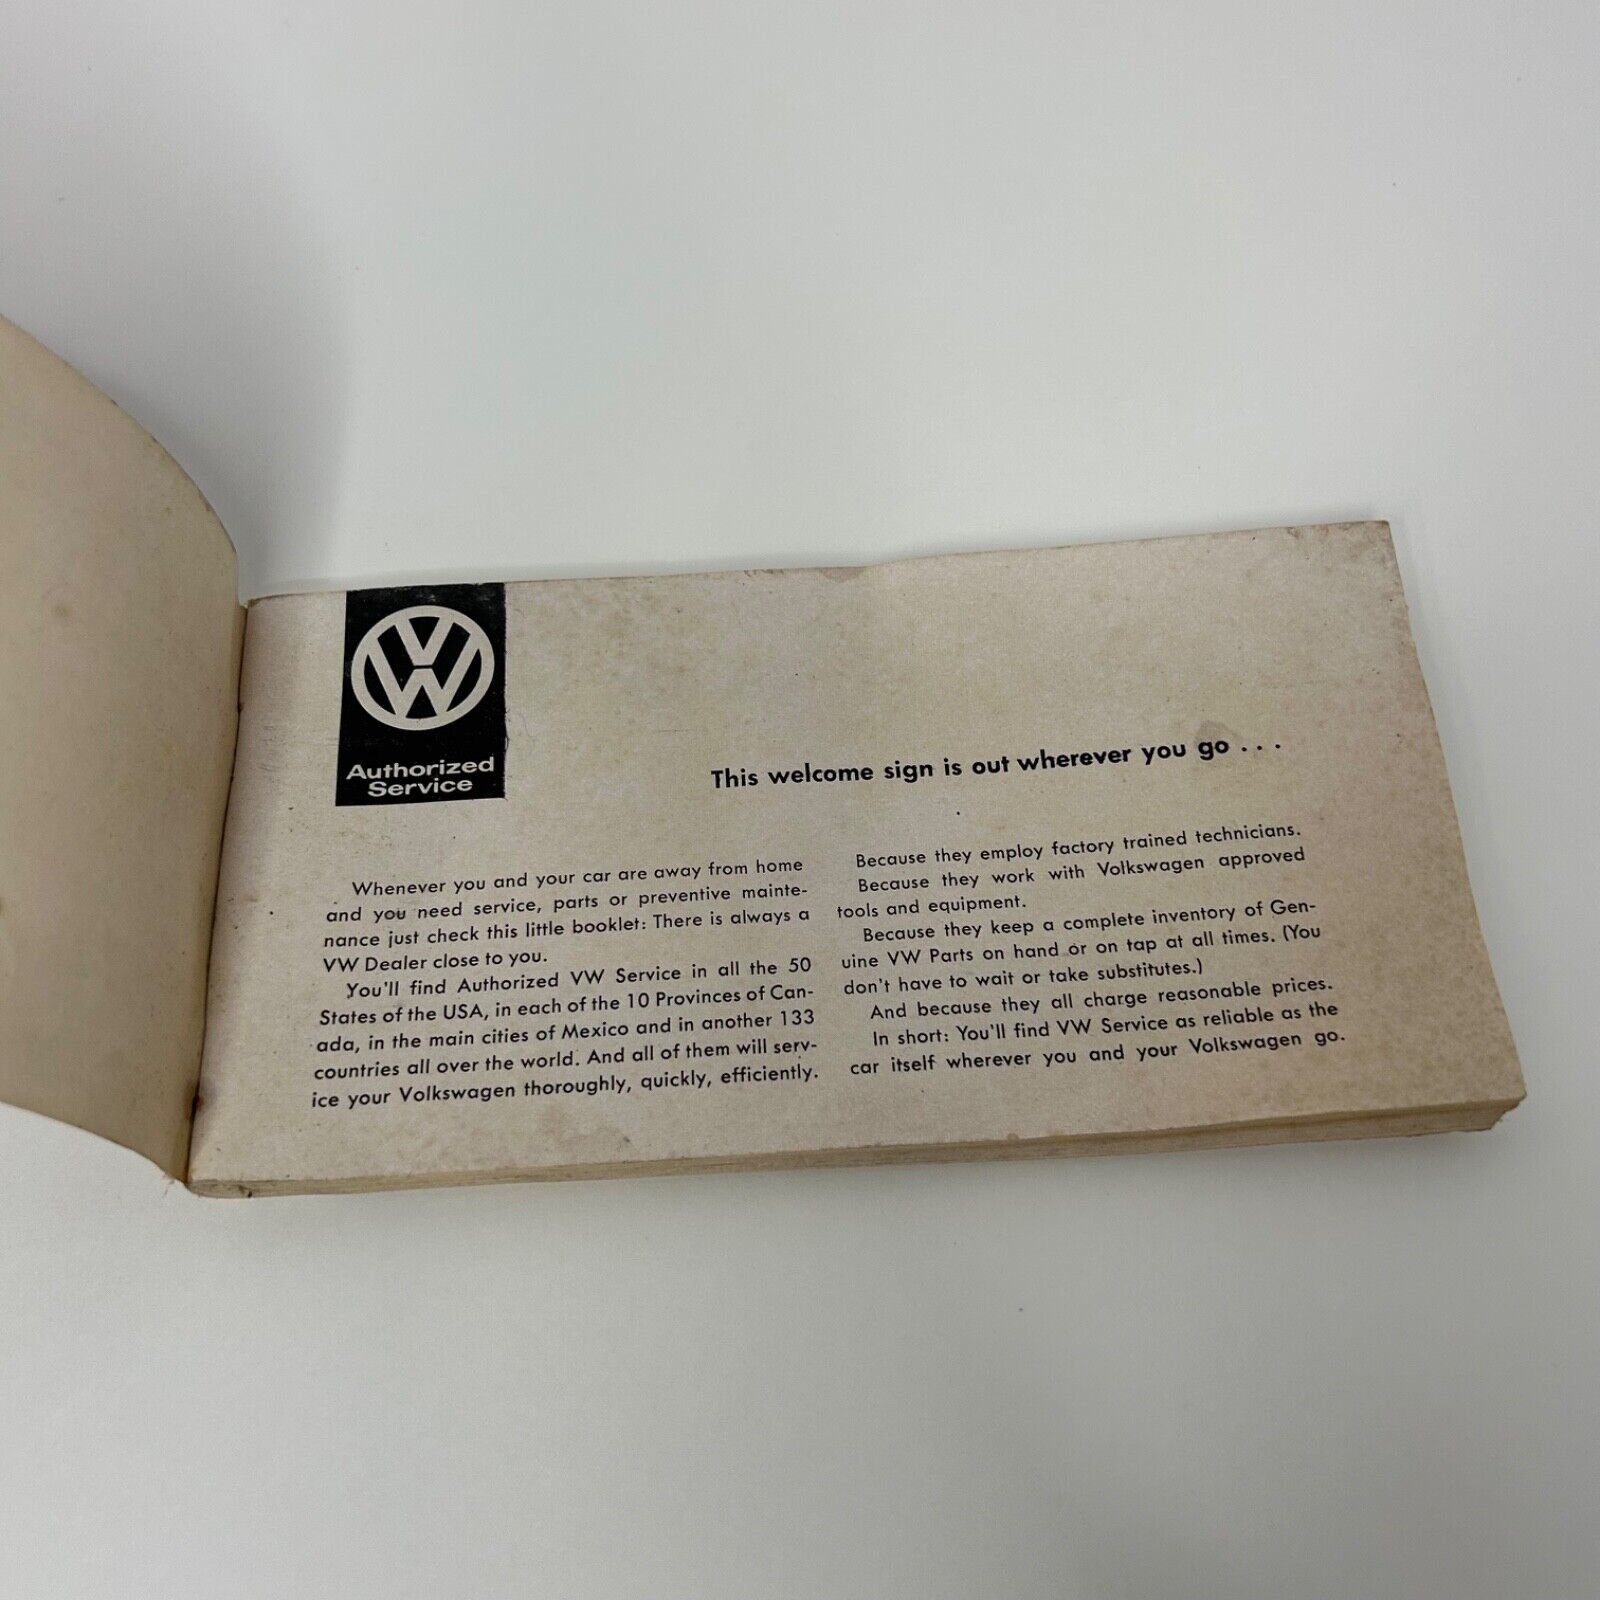 VW
Authorized
Service
This welcome sign is out wherever you go . . .
Whenever you and your car are away from home
and you need service, parts or preventive mainte-
nance just check this little booklet: There is always a
VW Dealer close to you.
You'll find Authorized VW Service in all the 50
States of the USA, in each of the 10 Provinces of Can-
ada, in the main cities of Mexico and in another 133
countries all over the world. And all of them will serv-
ice your Volkswagen thoroughly, quickly, efficiently.
Because they employ factory trained technicians.
Because they work with Volkswagen approved
tools and equipment.
Because they keep a complete inventory of Gen-
uine VW Parts on hand or on tap at all times. (You
don't have to wait or take substitutes.)
And because they all charge reasonable prices.
In short: You'll find VW Service as reliable as the
car itself wherever you and your Volkswagen go.